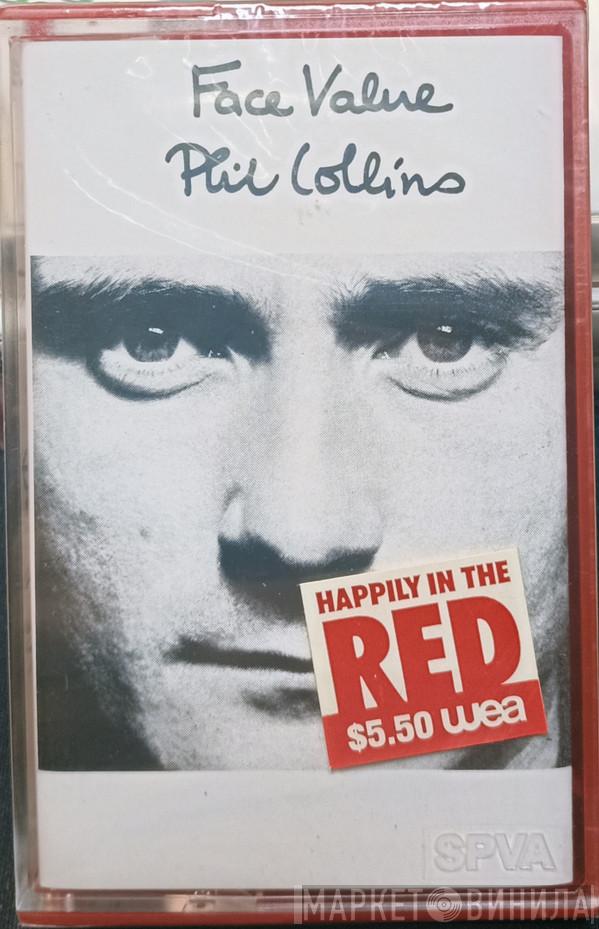 Face Value
Phil Collins
HAPPILY IN THE
RED
$5.50 wea
SPVA
МАРКЕТ ВИНИЛА